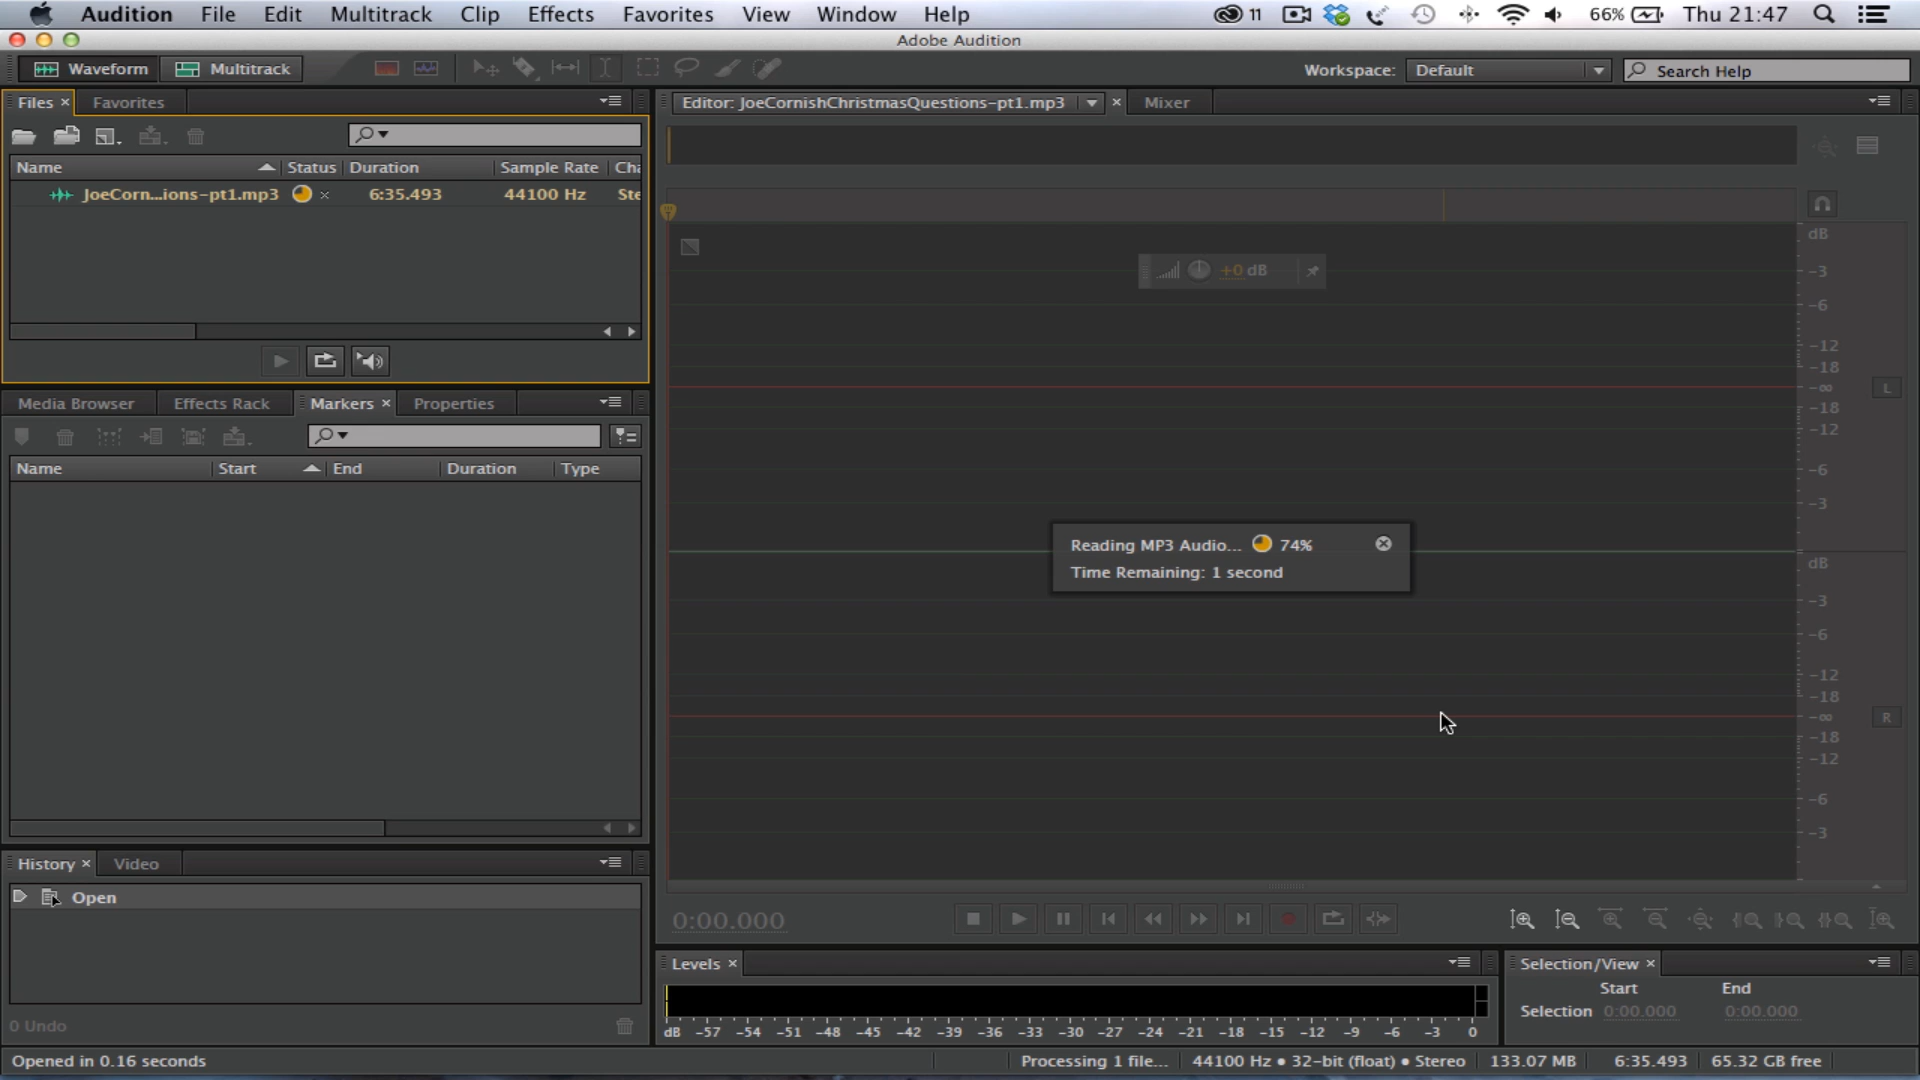 Audition File Edit Multitrack Clip Effects Favorites View Window Help 11 66% Thu 21:47
Adobe Audition
Waveform Multitrack Workspace: Default Search Help
Files × Favorites
Name Status Duration Sample Rate Cha
JoeCorn...ions-pt1.mp3 × 6:35.493 44100 Hz Ste
Media Browser Effects Rack Markers × Properties
Name Start End Duration Type
History × Video
Open
0 Undo
Editor: JoeCornishChristmasQuestions-pt1.mp3 × Mixer
+0 dB
dB
-3
-6
-12
-18
-∞ L
-18
-12
-6
-3
dB
-3
-6
-12
-18
-∞ R
-18
-12
-6
-3
Reading MP3 Audio... 74%
Time Remaining: 1 second
0:00.000
Levels ×
dB -57 -54 -51 -48 -45 -42 -39 -36 -33 -30 -27 -24 -21 -18 -15 -12 -9 -6 -3 0
Selection/View ×
Start End
Selection 0:00.000 0:00.000
Opened in 0.16 seconds Processing 1 file... 44100 Hz • 32-bit (float) • Stereo 133.07 MB 6:35.493 65.32 GB free